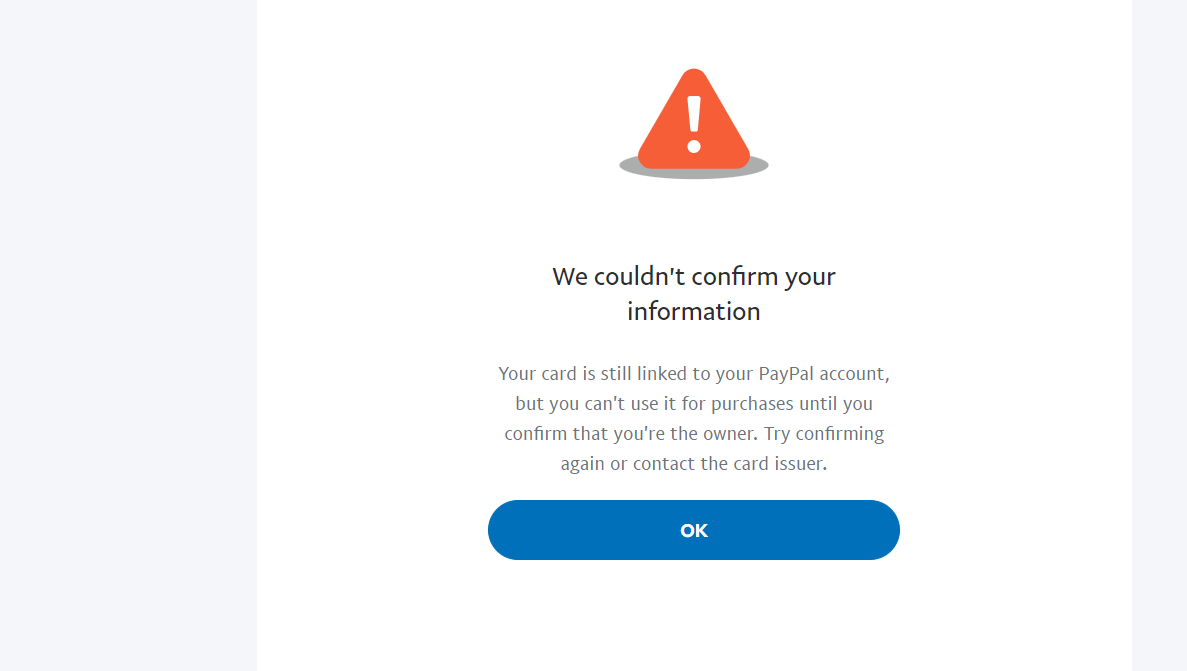 We couldn't confirm your
information
Your card is still linked to your PayPal account,
but you can't use it for purchases until you
confirm that you're the owner. Try confirming
again or contact the card issuer.
OK